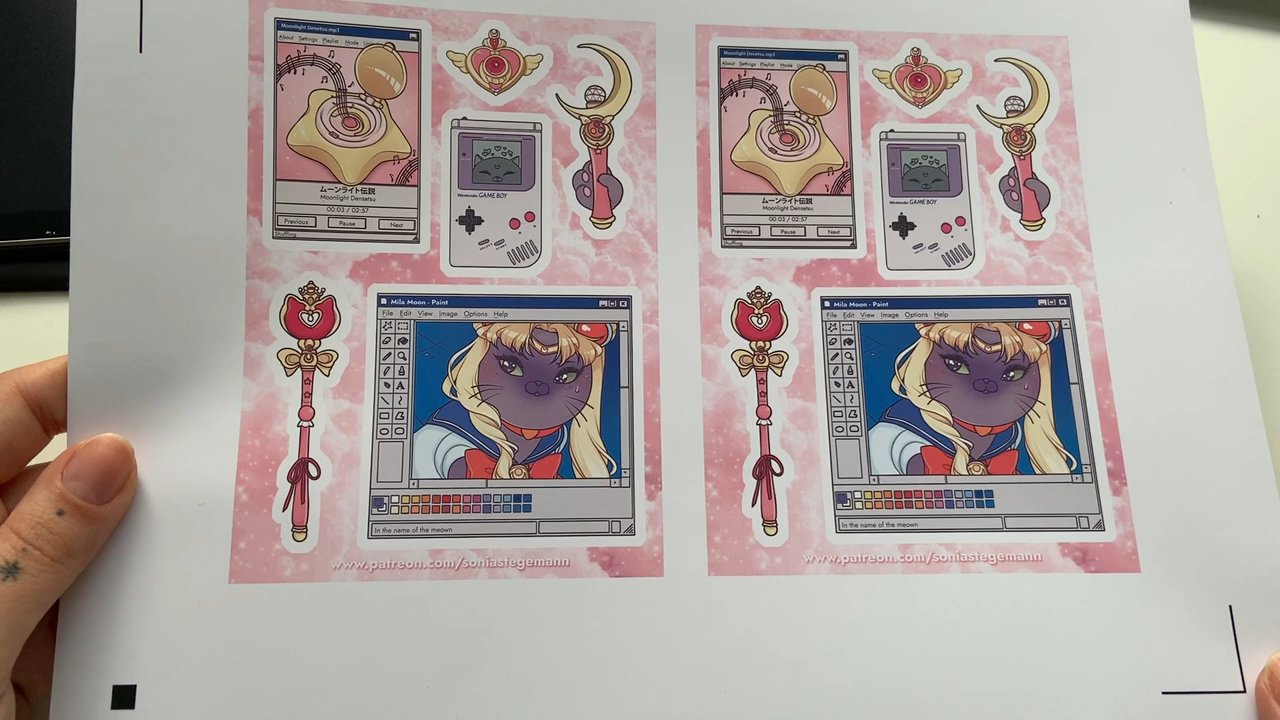 Moonlight Densetsu.mp3
About Settings Playlist Mode
ムーンライト伝説
Moonlight Densetsu
00:03 / 02:57
Previous Pause Next
Shuffling
Nintendo GAME BOY
SELECT START
Mila Moon - Paint
File Edit View Image Options Help
A
In the name of the meown
www.patreon.com/soniastegemann
Moonlight Densetsu.mp3
About Settings Playlist Mode
ムーンライト伝説
Moonlight Densetsu
00:03 / 02:57
Previous Pause Next
Shuffling
Nintendo GAME BOY
Mila Moon - Paint
File Edit View Image Options Help
A
In the name of the meown
www.patreon.com/soniastegemann